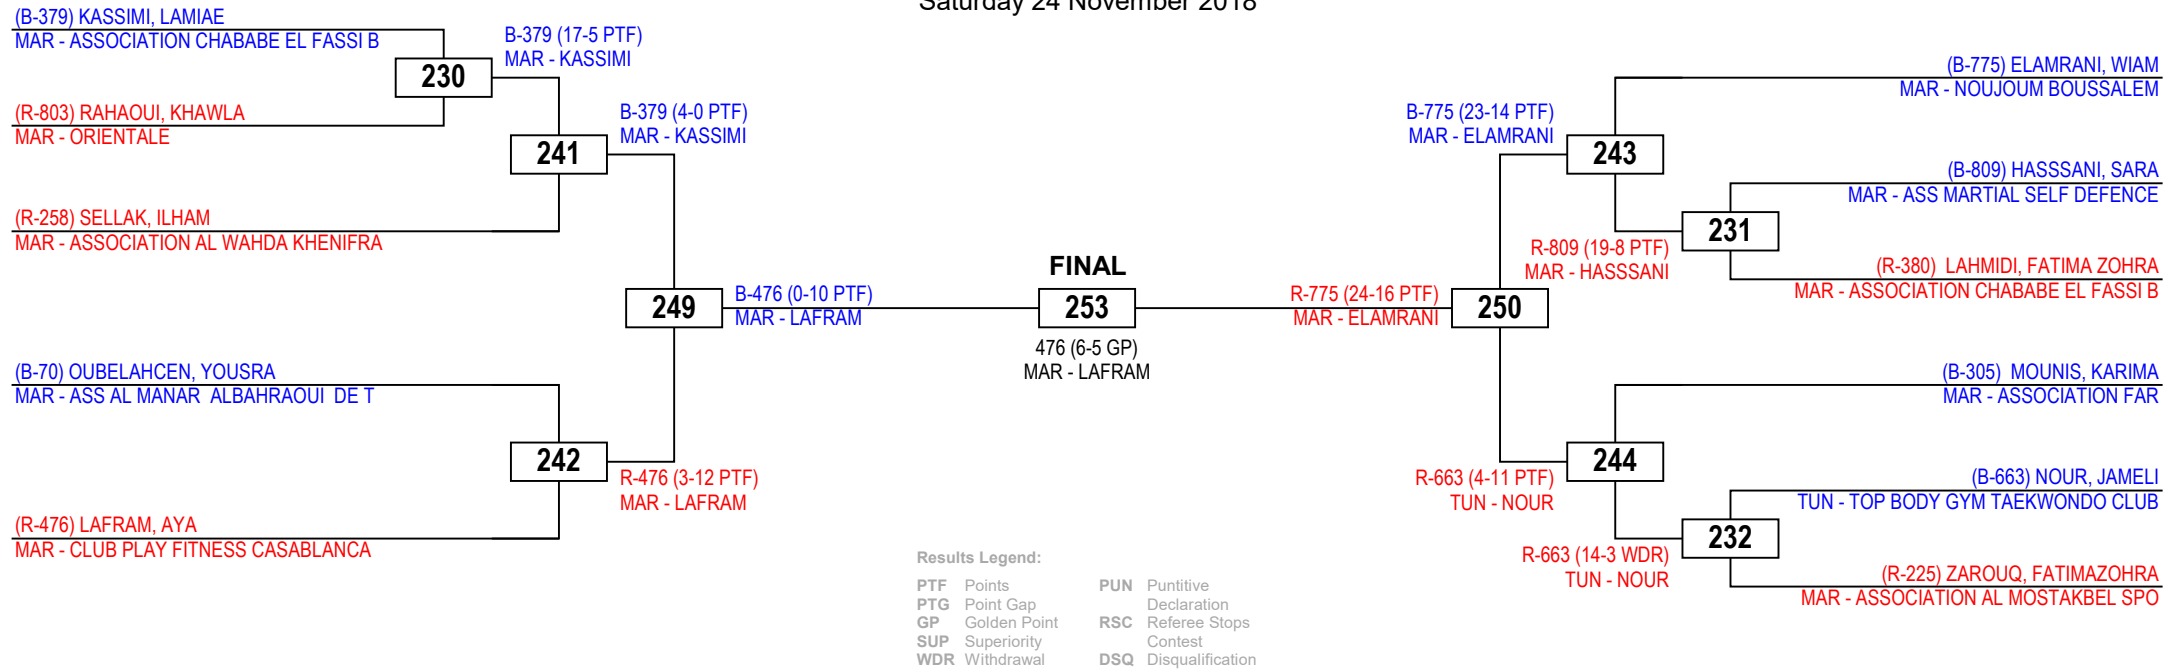 Saturday 24 November 2018
(B-379) KASSIMI, LAMIAE
MAR - ASSOCIATION CHABABE EL FASSI B
230
(R-803) RAHAOUI, KHAWLA
MAR - ORIENTALE
B-379 (17-5 PTF)
MAR - KASSIMI
241
(R-258) SELLAK, ILHAM
MAR - ASSOCIATION AL WAHDA KHENIFRA
B-379 (4-0 PTF)
MAR - KASSIMI
249
(B-70) OUBELAHCEN, YOUSRA
MAR - ASS AL MANAR  ALBAHRAOUI  DE T
242
(R-476) LAFRAM, AYA
MAR - CLUB PLAY FITNESS CASABLANCA
R-476 (3-12 PTF)
MAR - LAFRAM
B-476 (0-10 PTF)
MAR - LAFRAM
FINAL
253
476 (6-5 GP)
MAR - LAFRAM
R-775 (24-16 PTF)
MAR - ELAMRANI
250
B-775 (23-14 PTF)
MAR - ELAMRANI
243
(B-775) ELAMRANI, WIAM
MAR - NOUJOUM BOUSSALEM
(B-809) HASSSANI, SARA
MAR - ASS MARTIAL SELF DEFENCE
231
R-809 (19-8 PTF)
MAR - HASSSANI
(R-380)  LAHMIDI, FATIMA ZOHRA
MAR - ASSOCIATION CHABABE EL FASSI B
(B-305)  MOUNIS, KARIMA
MAR - ASSOCIATION FAR
244
R-663 (4-11 PTF)
TUN - NOUR
(B-663) NOUR, JAMELI
TUN - TOP BODY GYM TAEKWONDO CLUB
232
R-663 (14-3 WDR)
TUN - NOUR
(R-225) ZAROUQ, FATIMAZOHRA
MAR - ASSOCIATION AL MOSTAKBEL SPO
Results Legend:
PTF Points
PTG Point Gap
GP Golden Point
SUP Superiority
WDR Withdrawal
PUN Puntitive
Declaration
RSC Referee Stops
Contest
DSQ Disqualification